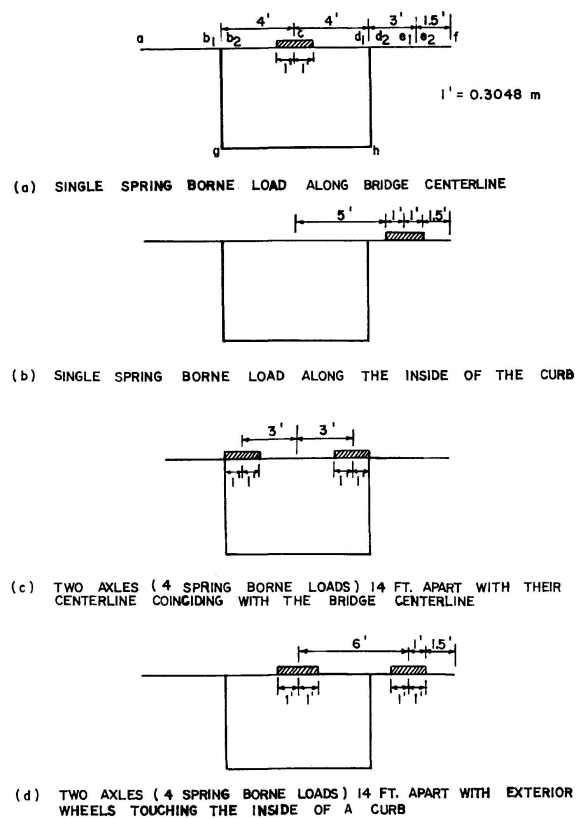 4' 4' 3' 1.5'
a b1 b2 c d1 d2 e1 e2 f
1' 1'
1' = 0.3048 m
g h
(a) SINGLE SPRING BORNE LOAD ALONG BRIDGE CENTERLINE
5' 1' 1' 1.5'
(b) SINGLE SPRING BORNE LOAD ALONG THE INSIDE OF THE CURB
3' 3'
1' 1' 1' 1'
(c) TWO AXLES (4 SPRING BORNE LOADS) 14 FT. APART WITH THEIR
CENTERLINE COINCIDING WITH THE BRIDGE CENTERLINE
6' 1' 1.5'
1' 1' 1' 1'
(d) TWO AXLES (4 SPRING BORNE LOADS) 14 FT. APART WITH EXTERIOR
WHEELS TOUCHING THE INSIDE OF A CURB